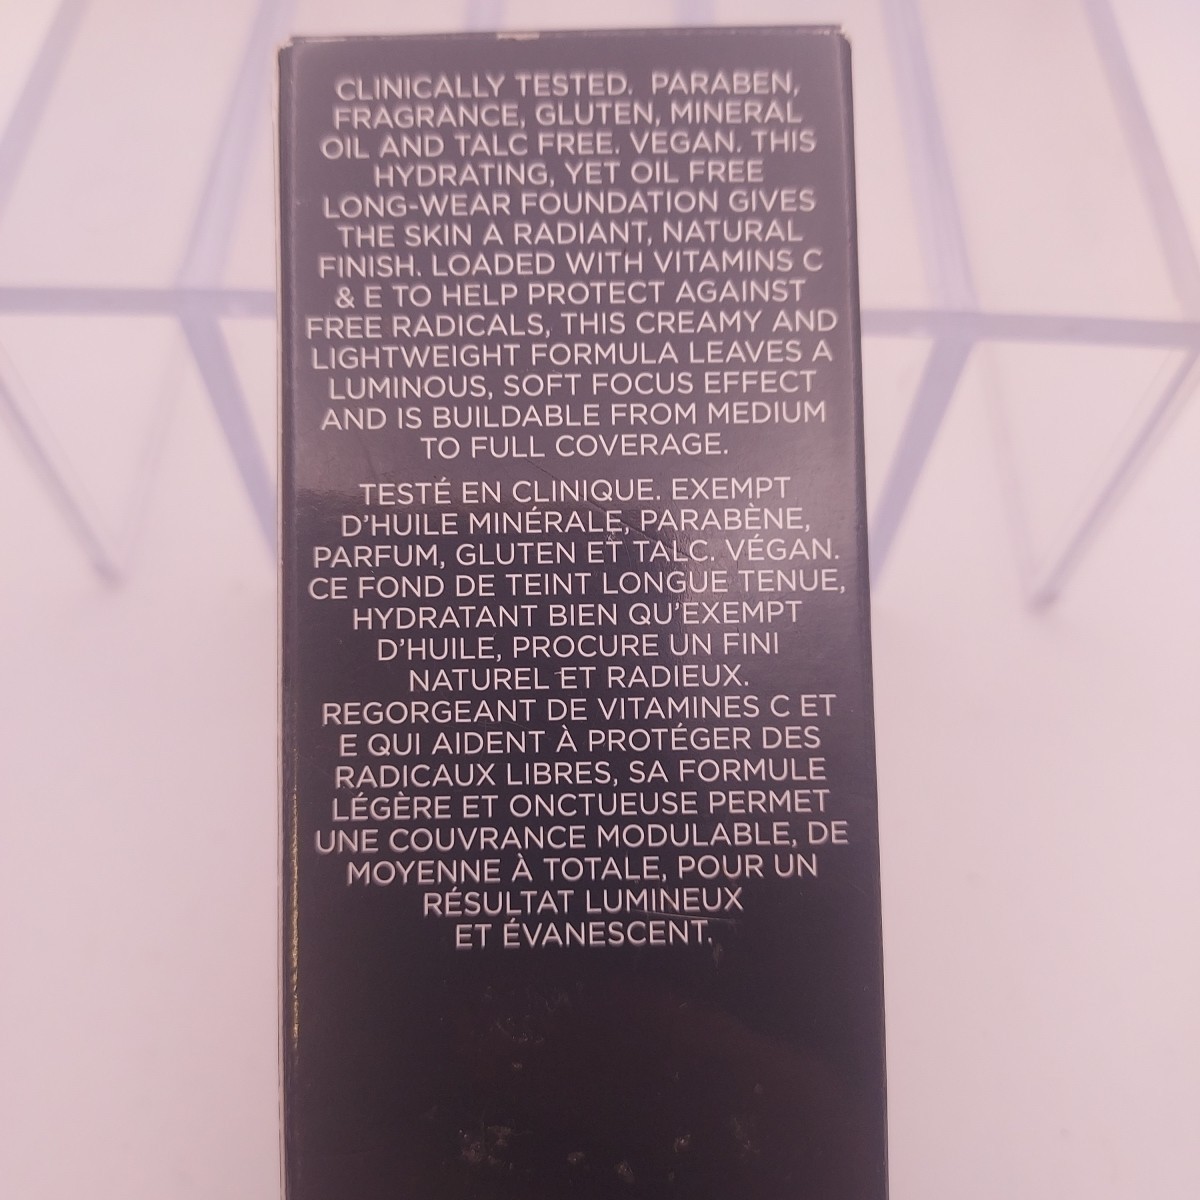 CLINICALLY TESTED. PARABEN,
FRAGRANCE, GLUTEN, MINERAL
OIL AND TALC FREE. VEGAN. THIS
HYDRATING, YET OIL FREE
LONG-WEAR FOUNDATION GIVES
THE SKIN A RADIANT, NATURAL
FINISH. LOADED WITH VITAMINS C
& E TO HELP PROTECT AGAINST
FREE RADICALS, THIS CREAMY AND
LIGHTWEIGHT FORMULA LEAVES A
LUMINOUS, SOFT FOCUS EFFECT
AND IS BUILDABLE FROM MEDIUM
TO FULL COVERAGE.
TESTÉ EN CLINIQUE. EXEMPT
D'HUILE MINÉRALE, PARABÈNE,
PARFUM, GLUTEN ET TALC. VÉGAN.
CE FOND DE TEINT LONGUE TENUE,
HYDRATANT BIEN QU'EXEMPT
D'HUILE, PROCURE UN FINI
NATUREL ET RADIEUX.
REGORGEANT DE VITAMINES C ET
E QUI AIDENT À PROTÉGER DES
RADICAUX LIBRES, SA FORMULE
LÉGÈRE ET ONCTUEUSE PERMET
UNE COUVRANCE MODULABLE, DE
MOYENNE À TOTALE, POUR UN
RÉSULTAT LUMINEUX
ET ÉVANESCENT.